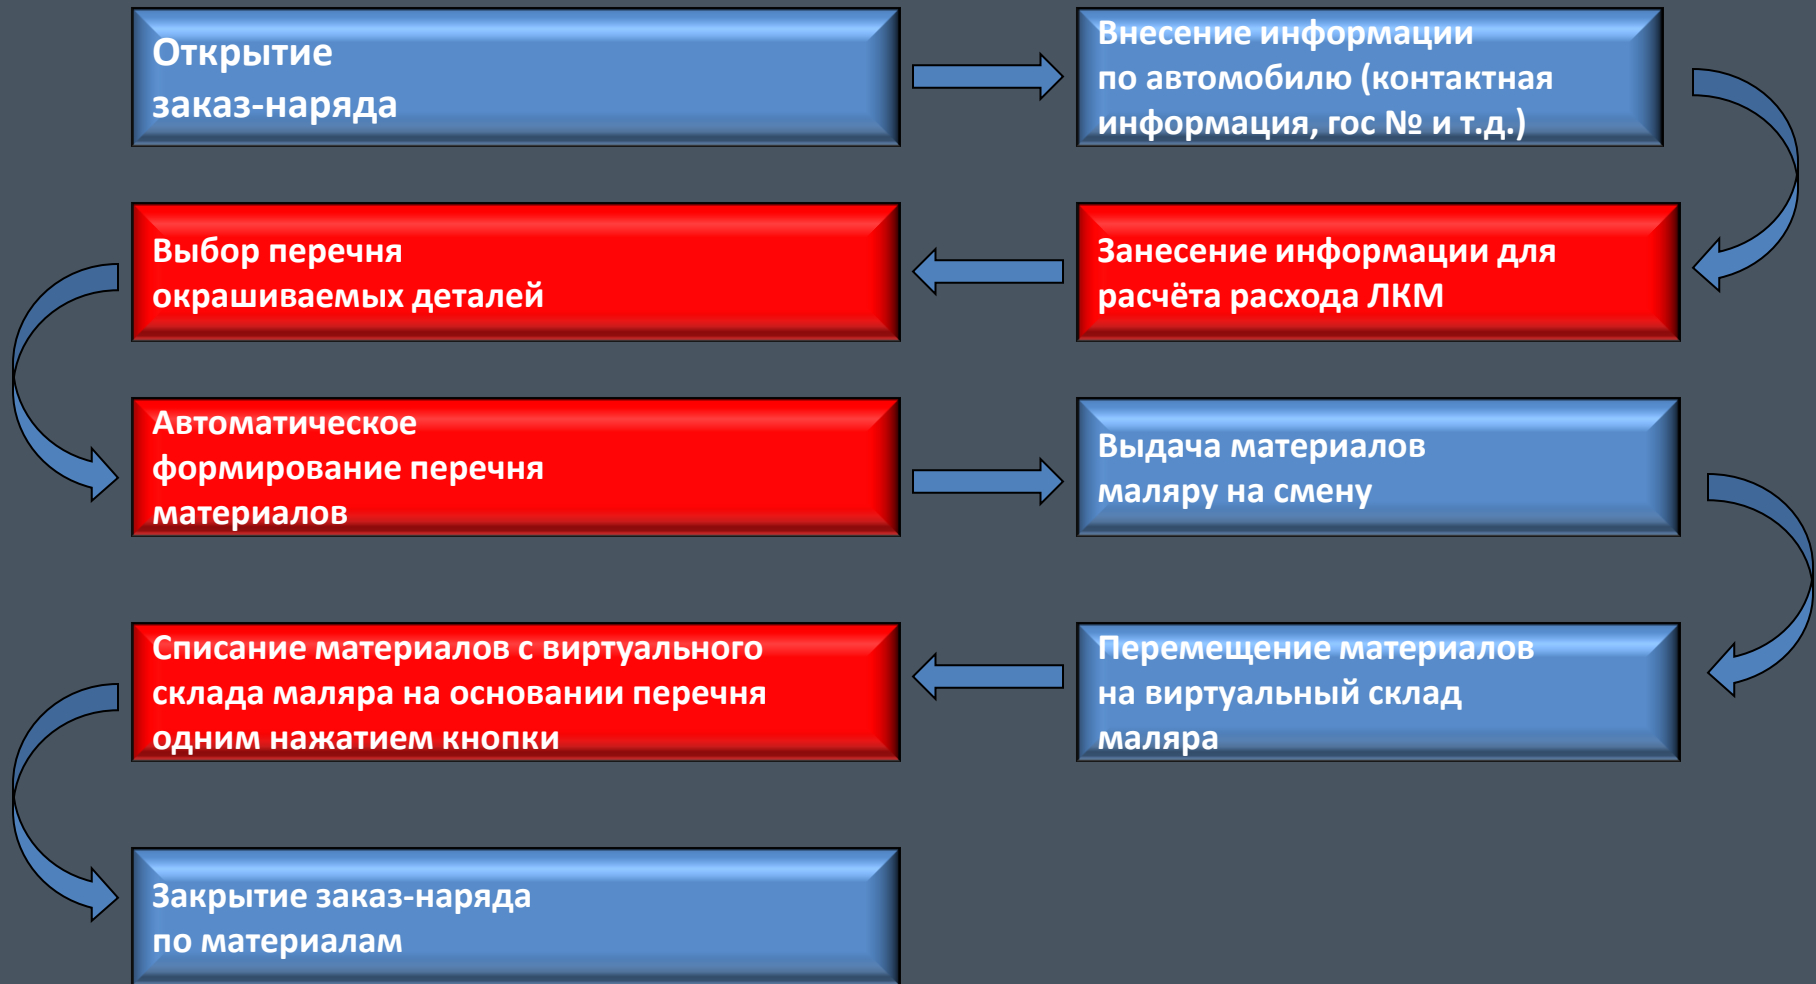 Открытие
заказ-наряда
Внесение информации
по автомобилю (контактная
информация, гос № и т.д.)
Занесение информации для
расчёта расхода ЛКМ
Выбор перечня
окрашиваемых деталей
Автоматическое
формирование перечня
материалов
Выдача материалов
маляру на смену
Перемещение материалов
на виртуальный склад
маляра
Списание материалов с виртуального
склада маляра на основании перечня
одним нажатием кнопки
Закрытие заказ-наряда
по материалам